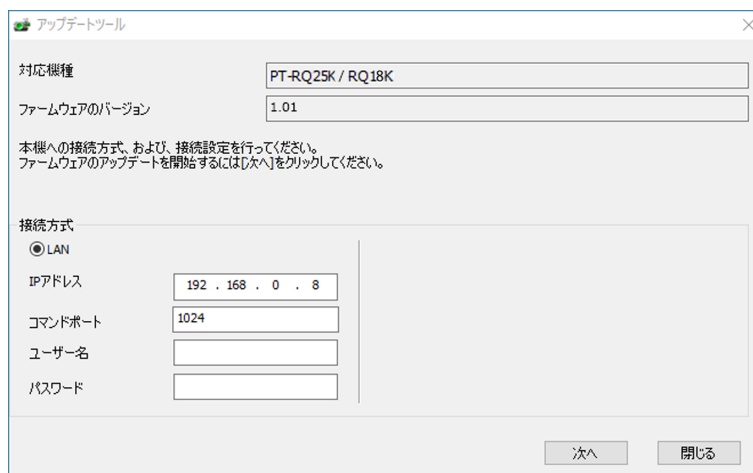 アップデートツール
対応機種
PT-RQ25K / RQ18K
ファームウェアのバージョン
1.01
本機への接続方式、および、接続設定を行ってください。
ファームウェアのアップデートを開始するには[次へ]をクリックしてください。
接続方式
LAN
IPアドレス
192 . 168 . 0 . 8
コマンドポート
1024
ユーザー名
パスワード
次へ
閉じる